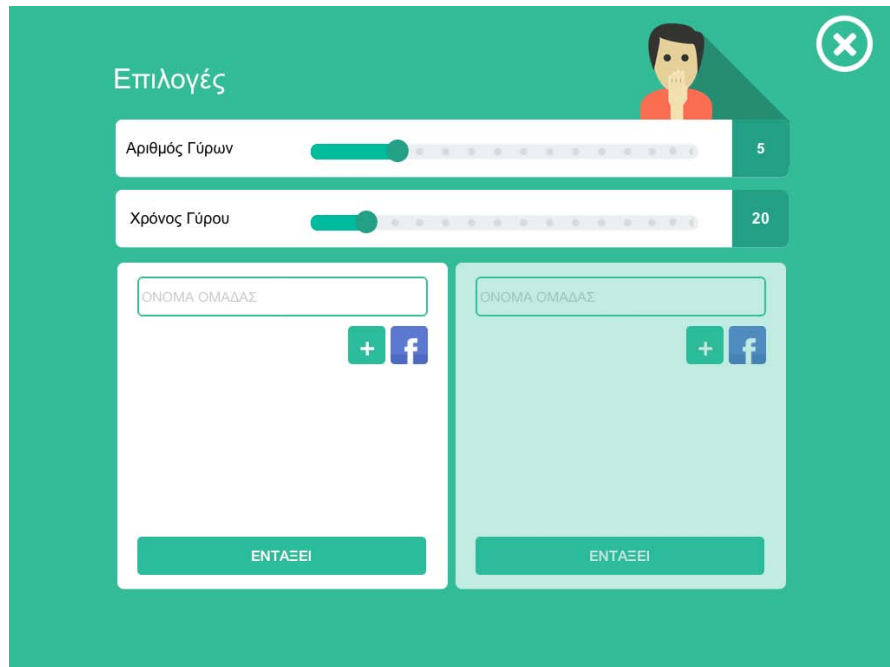 Επιλογές
Αριθμός Γύρων
5
Χρόνος Γύρου
20
ΟΝΟΜΑ ΟΜΑΔΑΣ
ΟΝΟΜΑ ΟΜΑΔΑΣ
+ f
+ f
ΕΝΤΑΞΕΙ
ΕΝΤΑΞΕΙ